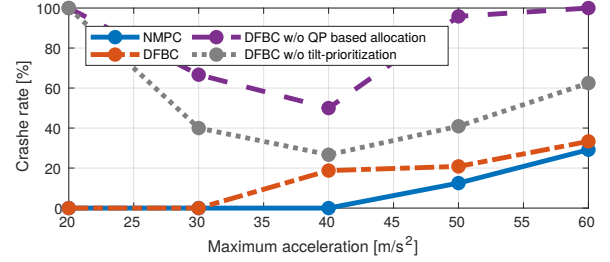 100
80
60
40
20
0
Crashe rate [%]
NMPC
DFBC
DFBC w/o QP based allocation
DFBC w/o tilt-prioritization
20 25 30 35 40 45 50 55 60
Maximum acceleration [m/s²]